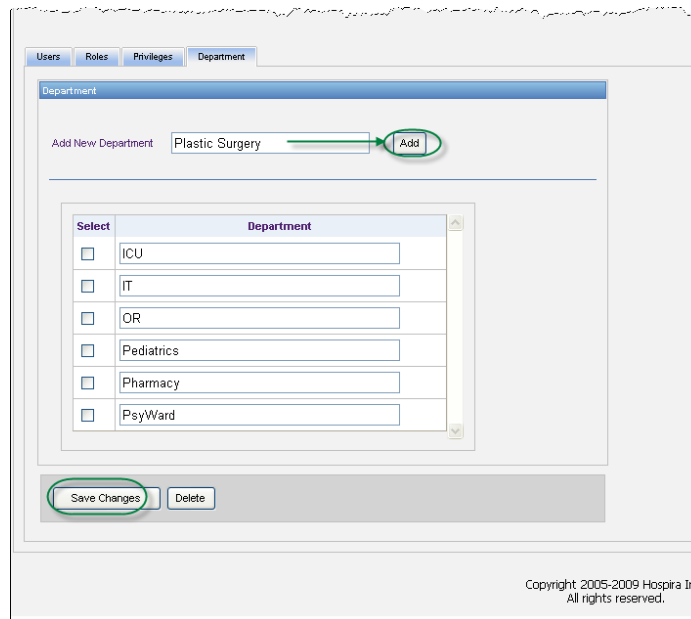 Users Roles Privileges Department
Department
Add New Department Plastic Surgery Add
Select Department
ICU
IT
OR
Pediatrics
Pharmacy
PsyWard
Save Changes Delete
Copyright 2005-2009 Hospira
All rights reserved.